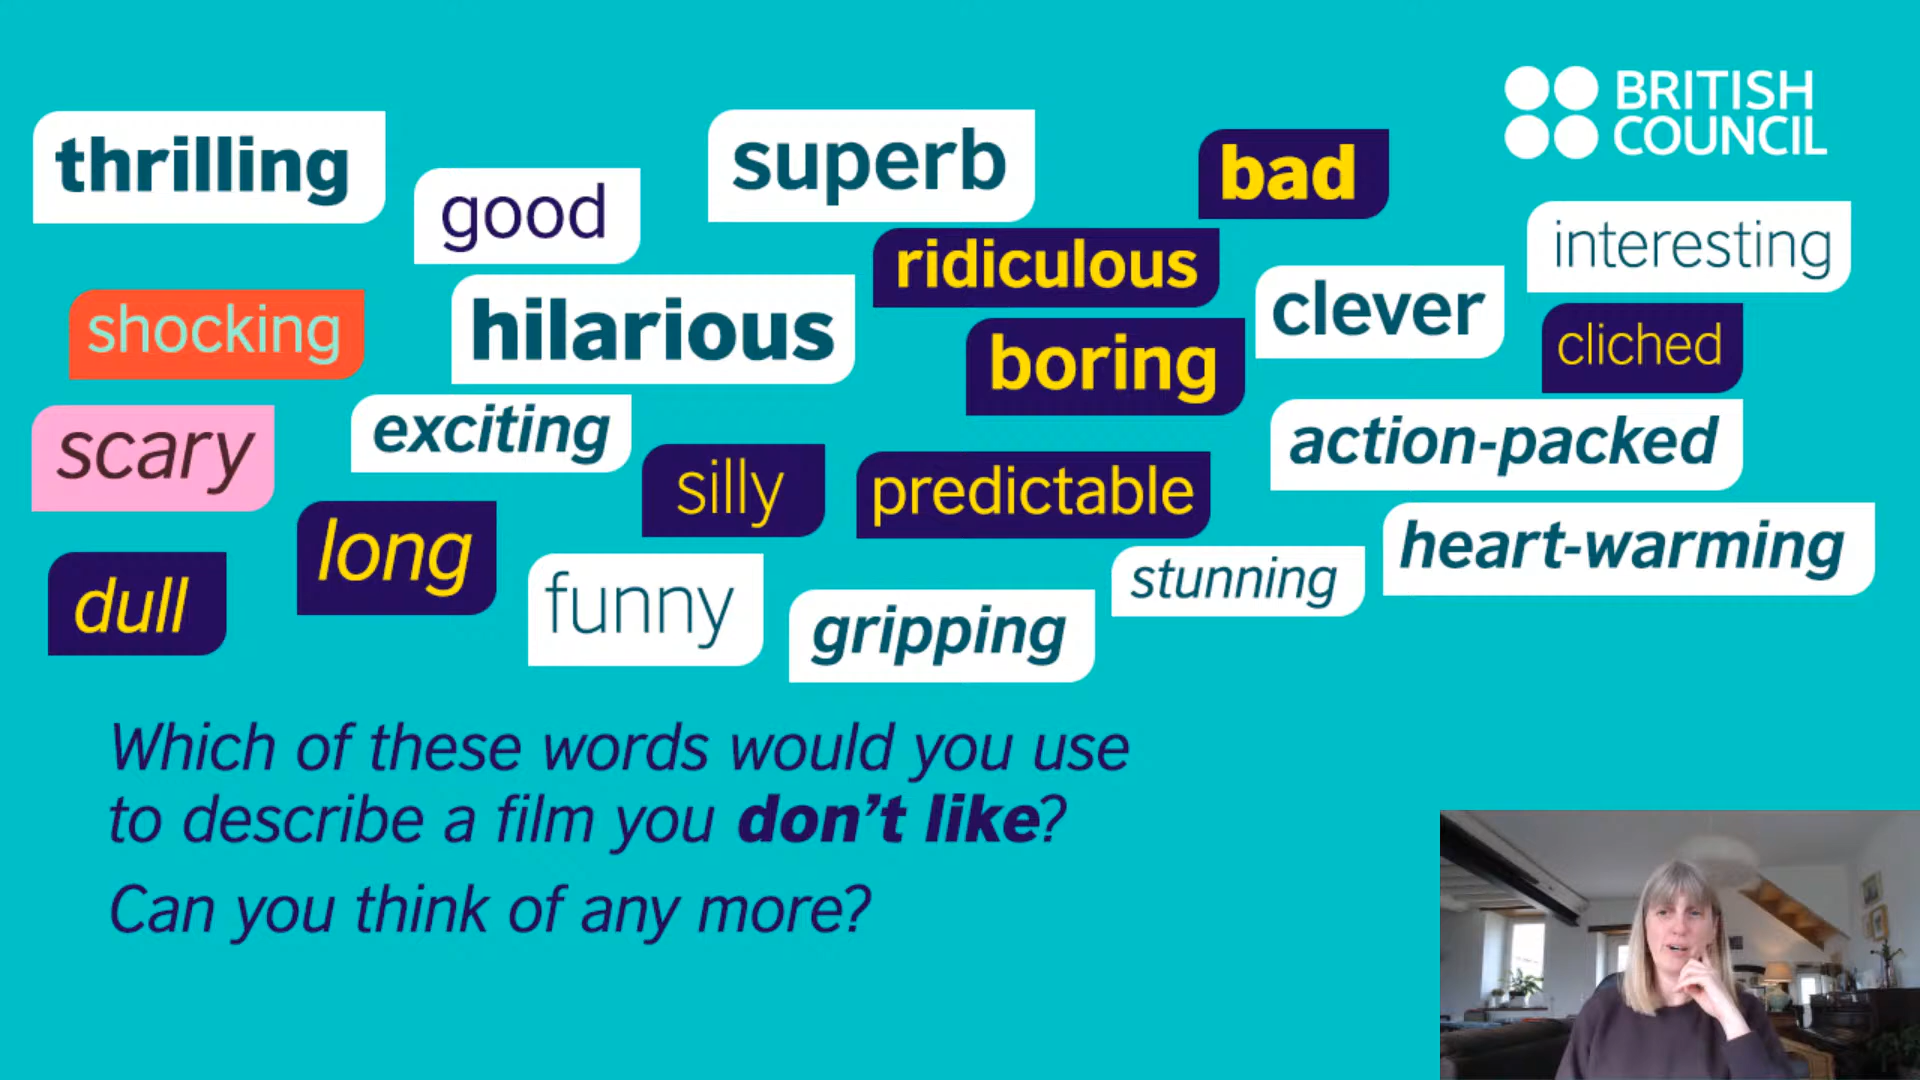 BRITISH
COUNCIL
thrilling
good
superb
bad
interesting
shocking
hilarious
ridiculous
clever
cliched
boring
scary
exciting
silly
predictable
action-packed
long
dull
funny
gripping
stunning
heart-warming
Which of these words would you use
to describe a film you don't like?
Can you think of any more?